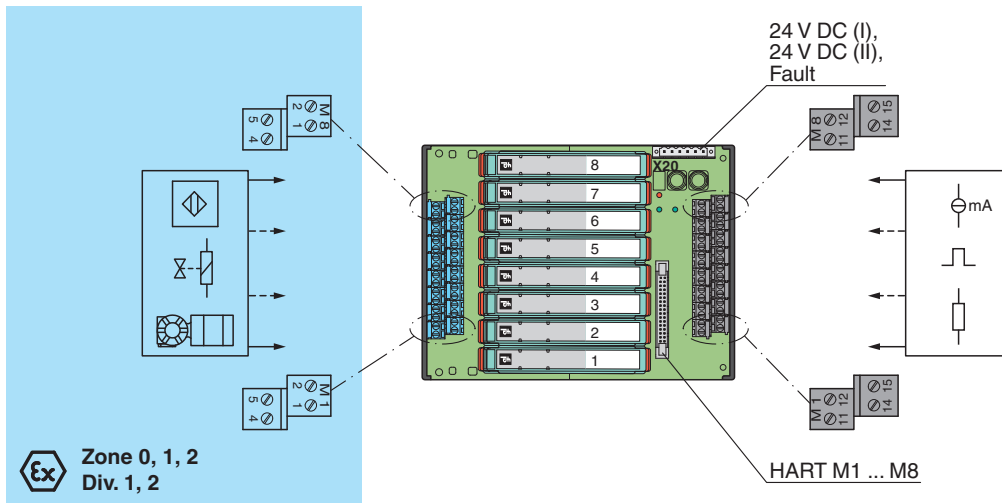 24 V DC (I),
24 V DC (II),
Fault
5 4
2 1 M 8
M 8 11 12
14 15
X20
8
7
6
5
4
3
2
1
mA
5 4
2 1 M 1
M 1 11 12
14 15
Zone 0, 1, 2
Div. 1, 2
HART M1 ... M8
εx